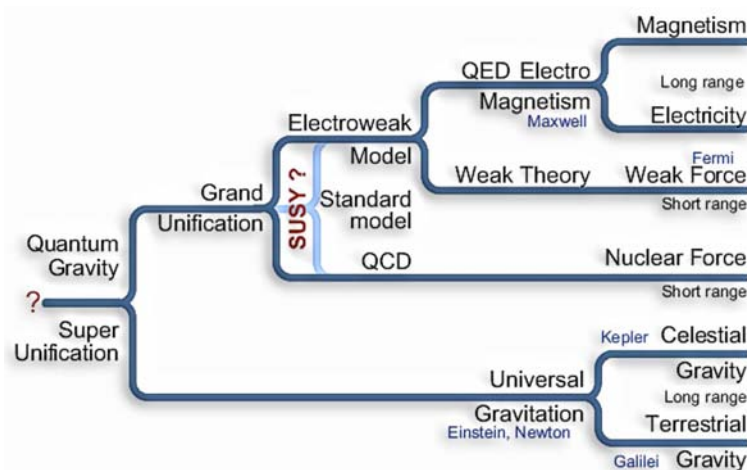 Magnetism
QED Electro
Magnetism
Maxwell
Long range
Electricity
Electroweak
Model
Fermi
Weak Theory
Weak Force
Short range
Grand
Unification
SUSY ?
Standard
model
QCD
Nuclear Force
Short range
Quantum
Gravity
?
Super
Unification
Kepler
Celestial
Gravity
Long range
Universal
Gravitation
Einstein, Newton
Terrestrial
Galilei
Gravity